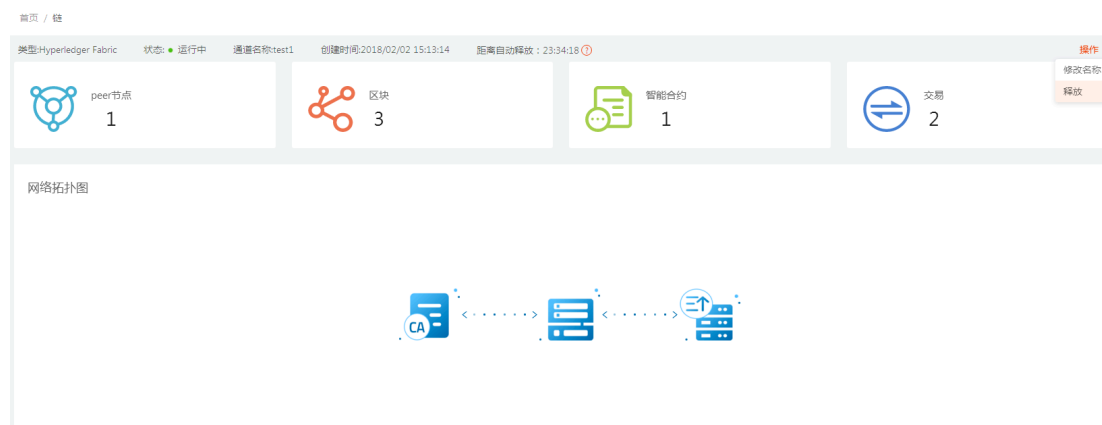 首页 / 链
类型:Hyperledger Fabric 状态: 运行中 通道名称:test1 创建时间:2018/02/02 15:13:14 距离自动释放：23:34:18 ? 操作
修改名称
释放
peer节点
1
区块
3
智能合约
1
交易
2
网络拓扑图
CA